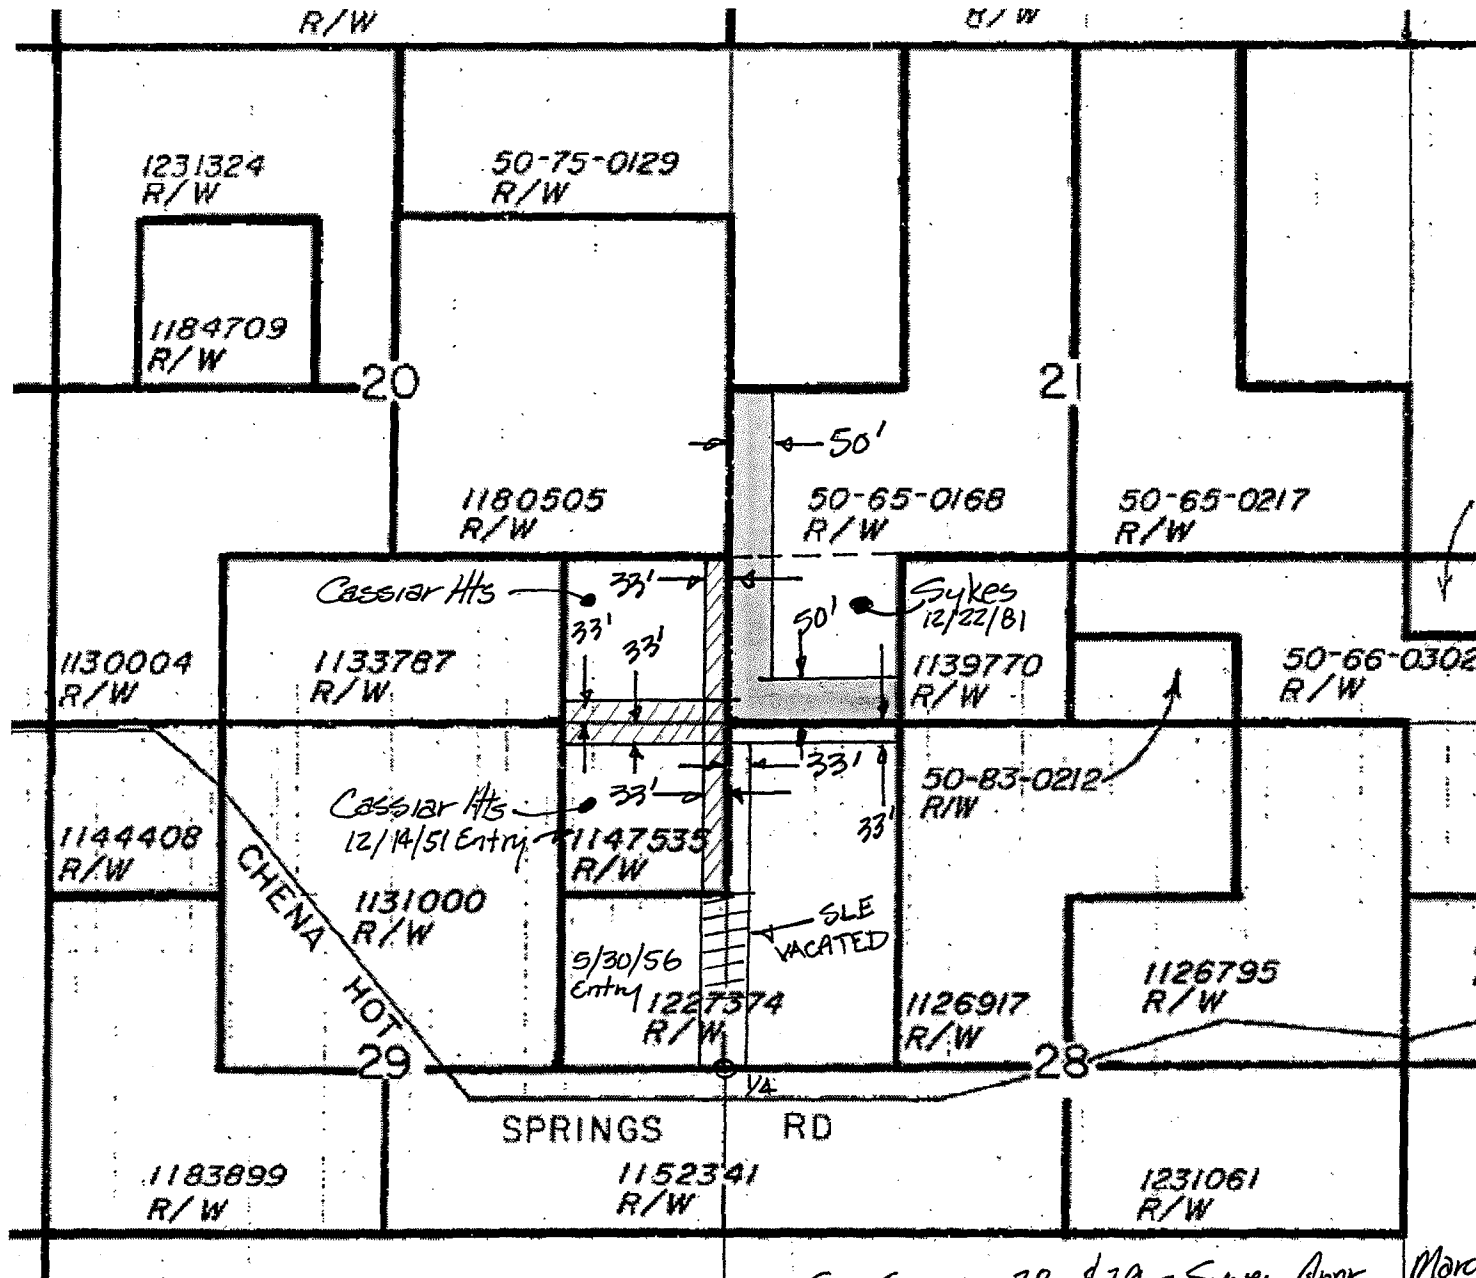 R/W
R/W
1231324
R/W
50-75-0129
R/W
1184709
R/W
20
21
50'
1180505
R/W
50-65-0168
R/W
50-65-0217
R/W
Cassiar Hts
33'
33'
33'
50'
Sykes
12/22/81
1130004
R/W
1133787
R/W
1139770
R/W
50-66-0302
R/W
33'
50-83-0212
R/W
Cassiar Hts
12/14/51 Entry
33'
33'
1144408
R/W
1147535
R/W
CHENA
HOT
1131000
R/W
SLE
VACATED
5/30/56
Entry
1227374
R/W
1126917
R/W
1126795
R/W
29
28
1/4
SPRINGS RD
1183899
R/W
1152341
R/W
1231061
R/W